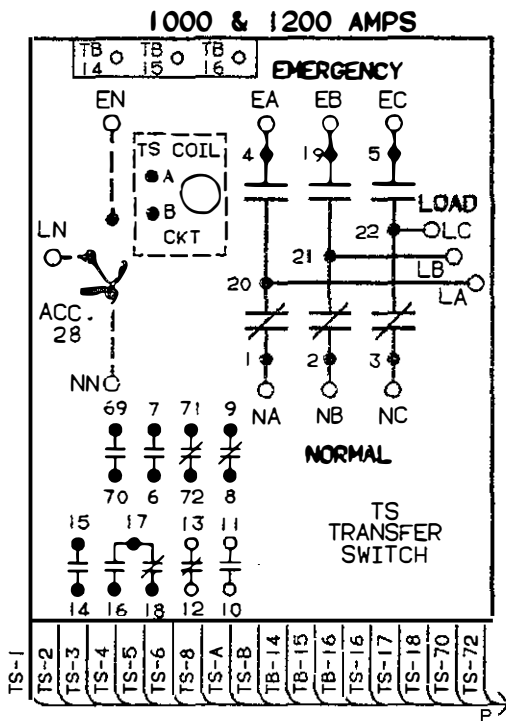 1000 & 1200 AMPS
TB 14
TB 15
TB 16
EMERGENCY
EN
EA
EB
EC
TS COIL
A
B
CKT
4
19
5
LN
LOAD
22
LC
21
LB
20
LA
ACC. 28
1
2
3
NN
NA
NB
NC
NORMAL
69
7
71
9
70
6
72
8
TS
TRANSFER
SWITCH
15
17
13
11
14
16
18
12
10
TS-1
TS-2
TS-3
TS-4
TS-5
TS-6
TS-8
TS-A
TS-B
TB-14
TB-15
TB-16
TS-16
TS-17
TS-18
TS-70
TS-72
P